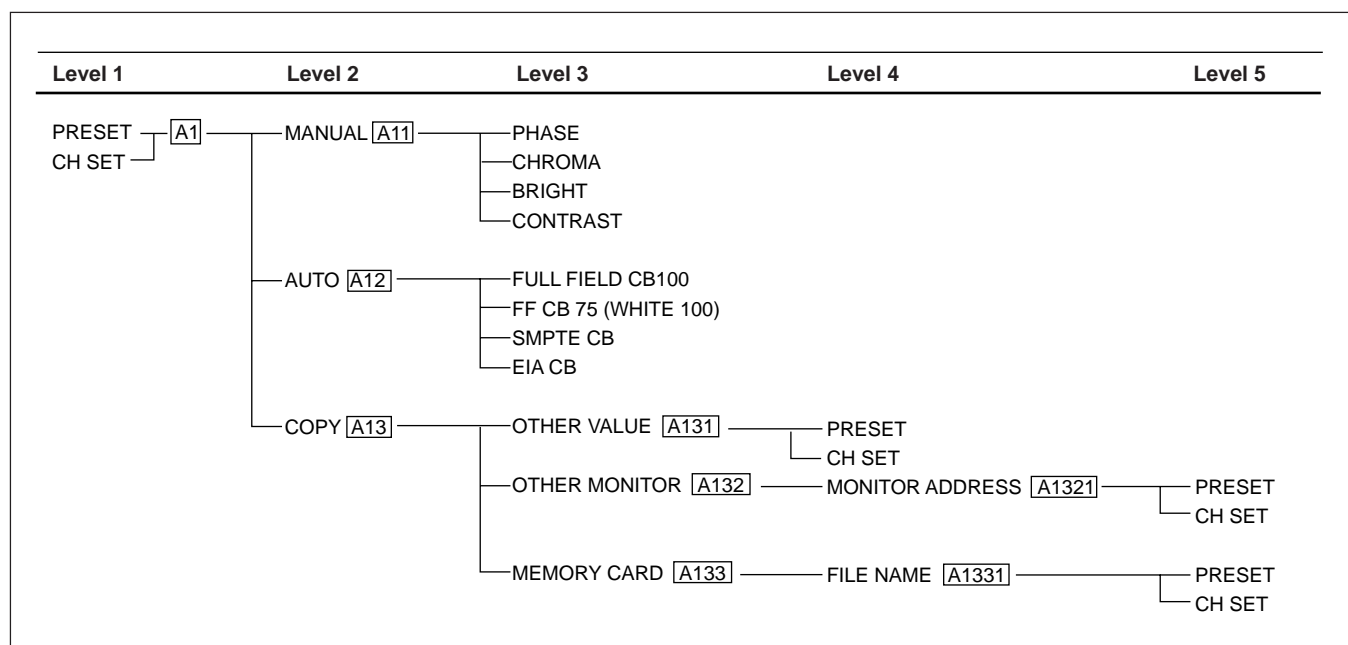 Level 1 Level 2 Level 3 Level 4 Level 5
PRESET A1 MANUAL A11 PHASE
CH SET CHROMA
BRIGHT
CONTRAST
AUTO A12 FULL FIELD CB100
FF CB 75 (WHITE 100)
SMPTE CB
EIA CB
COPY A13 OTHER VALUE A131 PRESET
CH SET
OTHER MONITOR A132 MONITOR ADDRESS A1321 PRESET
CH SET
MEMORY CARD A133 FILE NAME A1331 PRESET
CH SET